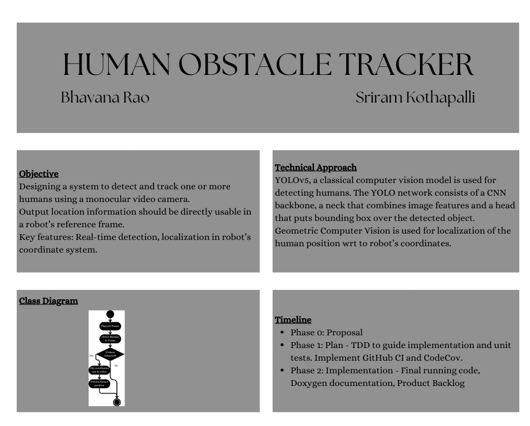 HUMAN OBSTACLE TRACKER
Bhavana Rao
Sriram Kothapalli
Objective
Designing a system to detect and track one or more
humans using a monocular video camera.
Output location information should be directly usable in
a robot's reference frame.
Key features: Real-time detection, localization in robot's
coordinate system.
Technical Approach
YOLOv5, a classical computer vision model is used for
detecting humans. The YOLO network consists of a CNN
backbone, a neck that combines image features and a head
that puts bounding box over the detected object.
Geometric Computer Vision is used for localization of the
human position wrt to robot's coordinates.
Class Diagram
Timeline
• Phase 0: Proposal
• Phase 1: Plan - TDD to guide implementation and unit
tests. Implement GitHub CI and CodeCov.
• Phase 2: Implementation - Final running code,
Doxygen documentation, Product Backlog